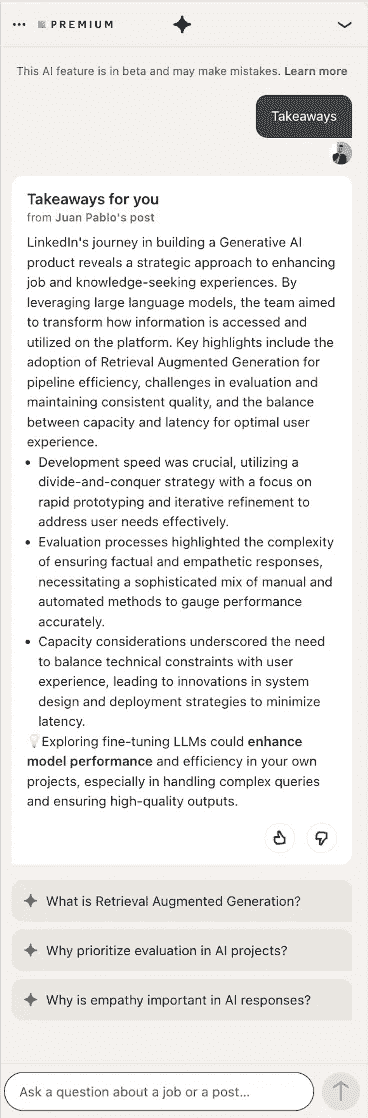 PREMIUM
This AI feature is in beta and may make mistakes. Learn more
Takeaways
Takeaways for you
from Juan Pablo's post
LinkedIn's journey in building a Generative AI
product reveals a strategic approach to enhancing
job and knowledge-seeking experiences. By
leveraging large language models, the team aimed
to transform how information is accessed and
utilized on the platform. Key highlights include the
adoption of Retrieval Augmented Generation for
pipeline efficiency, challenges in evaluation and
maintaining consistent quality, and the balance
between capacity and latency for optimal user
experience.
• Development speed was crucial, utilizing a
divide-and-conquer strategy with a focus on
rapid prototyping and iterative refinement to
address user needs effectively.
• Evaluation processes highlighted the complexity
of ensuring factual and empathetic responses,
necessitating a sophisticated mix of manual and
automated methods to gauge performance
accurately.
• Capacity considerations underscored the need
to balance technical constraints with user
experience, leading to innovations in system
design and deployment strategies to minimize
latency.
💡Exploring fine-tuning LLMs could enhance
model performance and efficiency in your own
projects, especially in handling complex queries
and ensuring high-quality outputs.
What is Retrieval Augmented Generation?
Why prioritize evaluation in AI projects?
Why is empathy important in AI responses?
Ask a question about a job or a post...